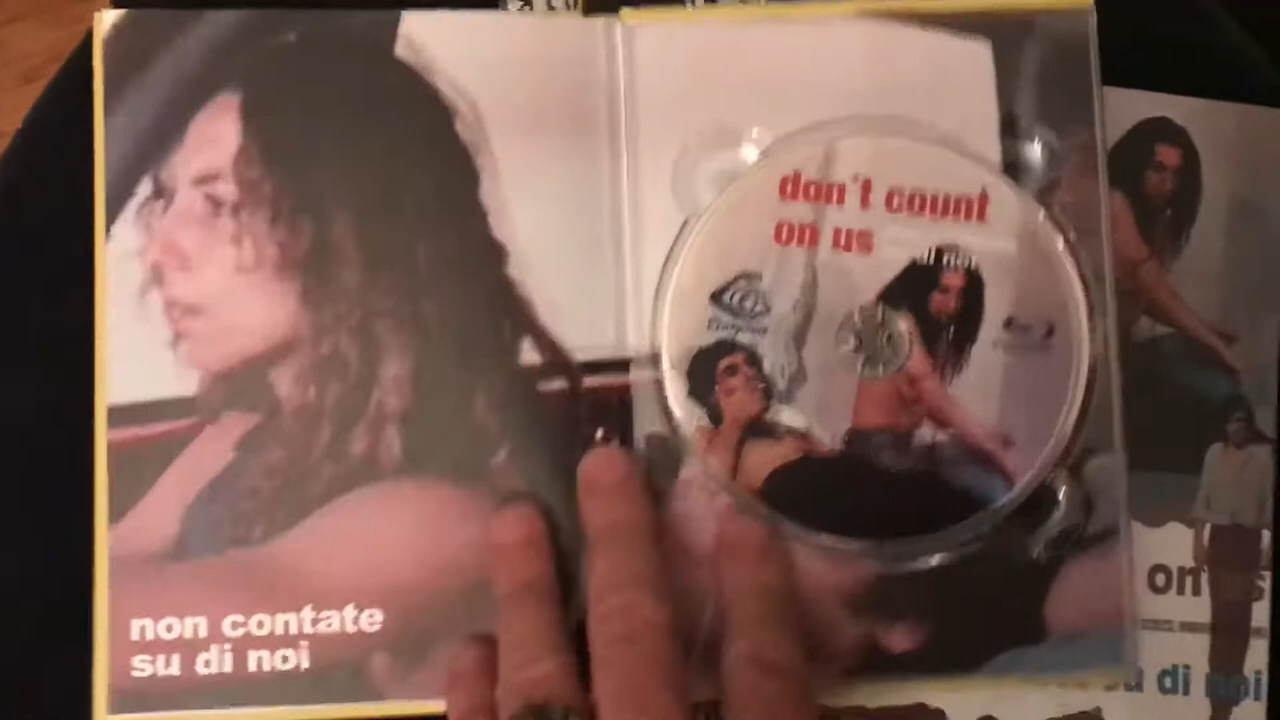 don't count
on us
non contate
su di noi
on us
su di noi